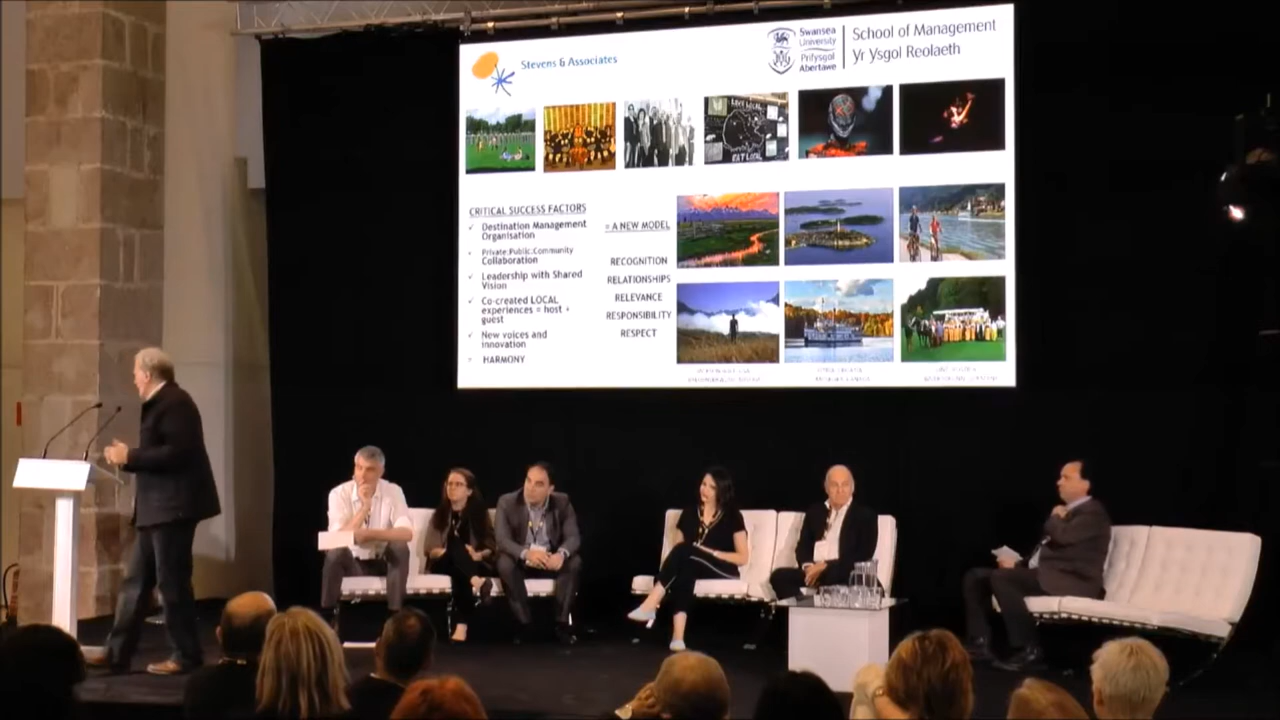 Stevens & Associates
Swansea
University
Prifysgol
Abertawe
School of Management
Yr Ysgol Reolaeth
EAT LOCAL
CRITICAL SUCCESS FACTORS
✓ Destination Management
Organisation
Private:Public:Community
Collaboration
✓ Leadership with Shared
Vision
✓ Co-created LOCAL
experiences = host +
guest
✓ New voices and
innovation
HARMONY
= A NEW MODEL
RECOGNITION
RELATIONSHIPS
RELEVANCE
RESPONSIBILITY
RESPECT